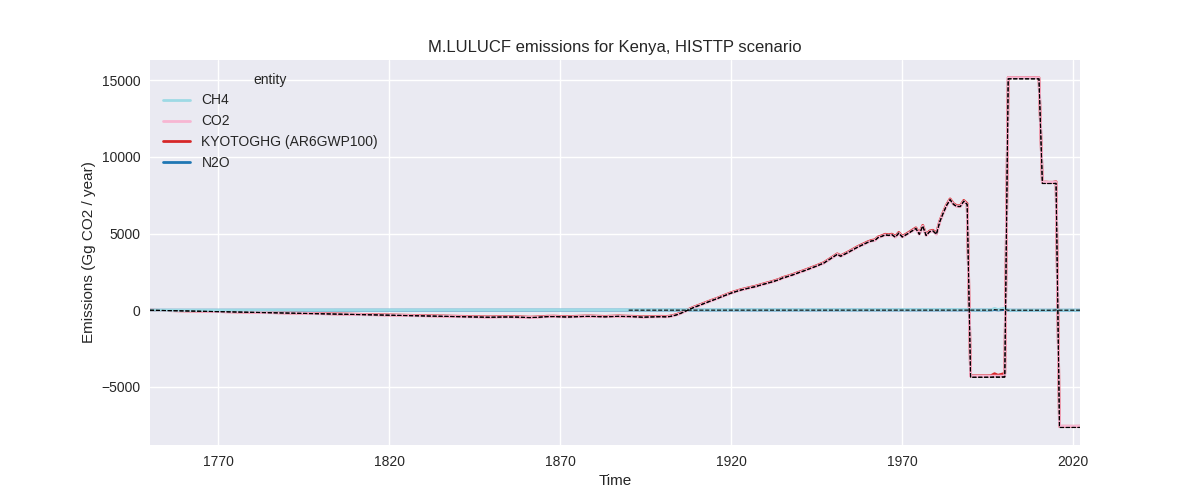 M.LULUCF emissions for Kenya, HISTTP scenario
15000
10000
5000
0
−5000
Emissions (Gg CO2 / year)
entity
CH4
CO2
KYOTOGHG (AR6GWP100)
N2O
1770
1820
1870
1920
1970
2020
Time